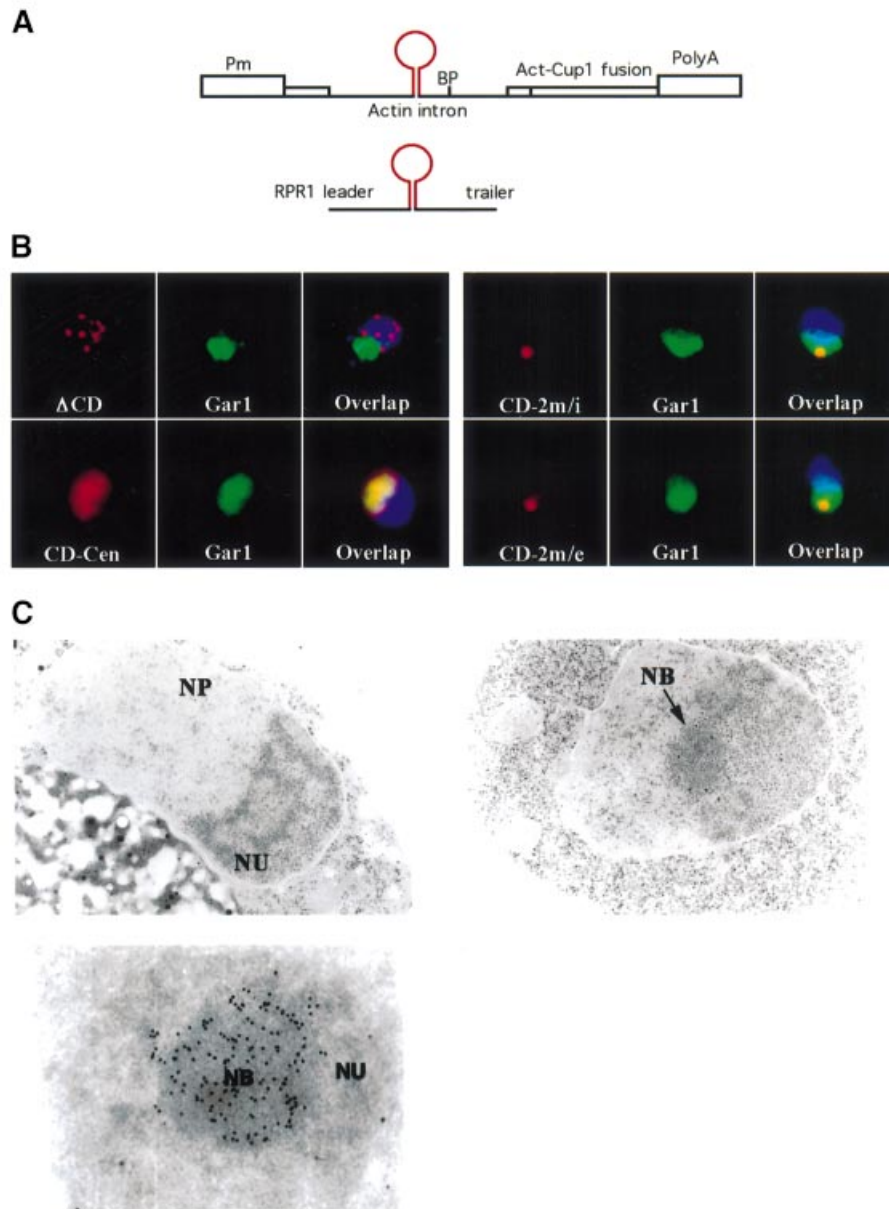 A
Pm
BP
Act-Cup1 fusion
PolyA
Actin intron
RPR1 leader
trailer
B
ΔCD
Gar1
Overlap
CD-2m/i
Gar1
Overlap
CD-Cen
Gar1
Overlap
CD-2m/e
Gar1
Overlap
C
NP
NU
NB
NB
NU